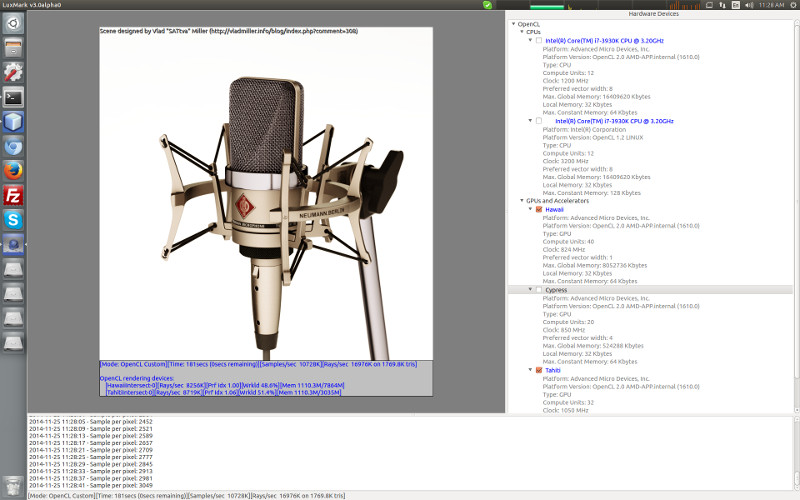 LuxMark v3.0alpha0
En
11:28 AM
Scene designed by Vlad "SATtva" Miller (http://vladmiller.info/blog/index.php?comment=308)
NEUMANN.BERLIN
[Mode: OpenCL Custom][Time: 181secs (0secs remaining)][Samples/sec 10728K][Rays/sec 16976K on 1769.8K tris]
OpenCL rendering devices:
[HawaiiIntersect-0][Rays/sec 8256K][Prf Idx 1.00][Wrkld 48.6%][Mem 1110.3M/7864M]
[TahitiIntersect-0][Rays/sec 8719K][Prf Idx 1.06][Wrkld 51.4%][Mem 1110.3M/3035M]
Hardware Devices
OpenCL
CPUs
Intel(R) Core(TM) i7-3930K CPU @ 3.20GHz
Platform: Advanced Micro Devices, Inc.
Platform Version: OpenCL 2.0 AMD-APP.internal (1610.0)
Type: CPU
Compute Units: 12
Clock: 1200 MHz
Preferred vector width: 8
Max. Global Memory: 16409620 Kbytes
Local Memory: 32 Kbytes
Max. Constant Memory: 64 Kbytes
Intel(R) Core(TM) i7-3930K CPU @ 3.20GHz
Platform: Intel(R) Corporation
Platform Version: OpenCL 1.2 LINUX
Type: CPU
Compute Units: 12
Clock: 3200 MHz
Preferred vector width: 8
Max. Global Memory: 16409620 Kbytes
Local Memory: 32 Kbytes
Max. Constant Memory: 128 Kbytes
GPUs and Accelerators
Hawaii
Platform: Advanced Micro Devices, Inc.
Platform Version: OpenCL 2.0 AMD-APP.internal (1610.0)
Type: GPU
Compute Units: 40
Clock: 824 MHz
Preferred vector width: 1
Max. Global Memory: 8052736 Kbytes
Local Memory: 32 Kbytes
Max. Constant Memory: 64 Kbytes
Cypress
Platform: Advanced Micro Devices, Inc.
Platform Version: OpenCL 2.0 AMD-APP.internal (1610.0)
Type: GPU
Compute Units: 20
Clock: 850 MHz
Preferred vector width: 4
Max. Global Memory: 524288 Kbytes
Local Memory: 32 Kbytes
Max. Constant Memory: 64 Kbytes
Tahiti
Platform: Advanced Micro Devices, Inc.
Platform Version: OpenCL 2.0 AMD-APP.internal (1610.0)
Type: GPU
Compute Units: 32
Clock: 1050 MHz
2014-11-25 11:28:05 - Sample per pixel: 2452
2014-11-25 11:28:09 - Sample per pixel: 2521
2014-11-25 11:28:13 - Sample per pixel: 2589
2014-11-25 11:28:17 - Sample per pixel: 2637
2014-11-25 11:28:21 - Sample per pixel: 2709
2014-11-25 11:28:25 - Sample per pixel: 2777
2014-11-25 11:28:29 - Sample per pixel: 2845
2014-11-25 11:28:33 - Sample per pixel: 2913
2014-11-25 11:28:37 - Sample per pixel: 2981
2014-11-25 11:28:41 - Sample per pixel: 3049
[Mode: OpenCL Custom][Time: 181secs (0secs remaining)][Samples/sec 10728K][Rays/sec 16976K on 1769.8K tris]